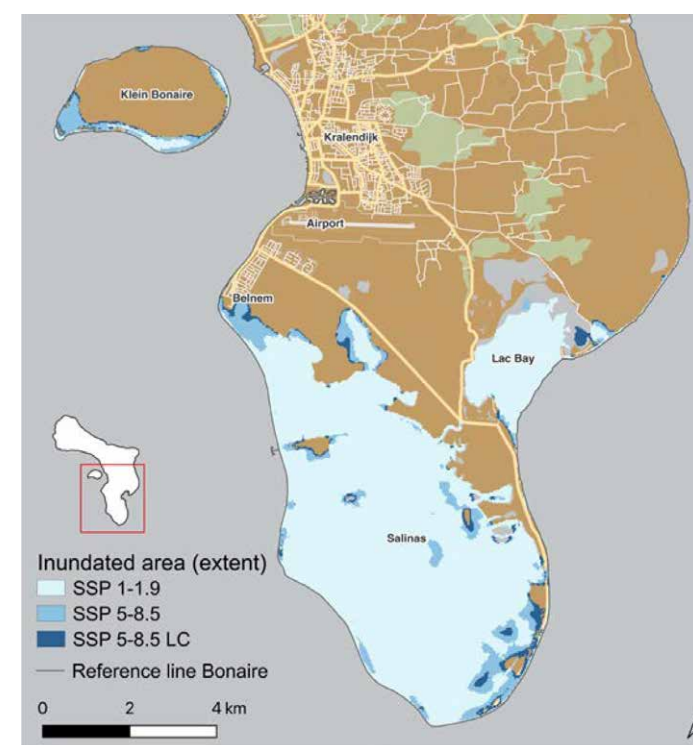 Klein Bonaire
Kralendijk
Airport
Belnem
Lac Bay
Salinas
Inundated area (extent)
SSP 1-1.9
SSP 5-8.5
SSP 5-8.5 LC
Reference line Bonaire
0 2 4 km